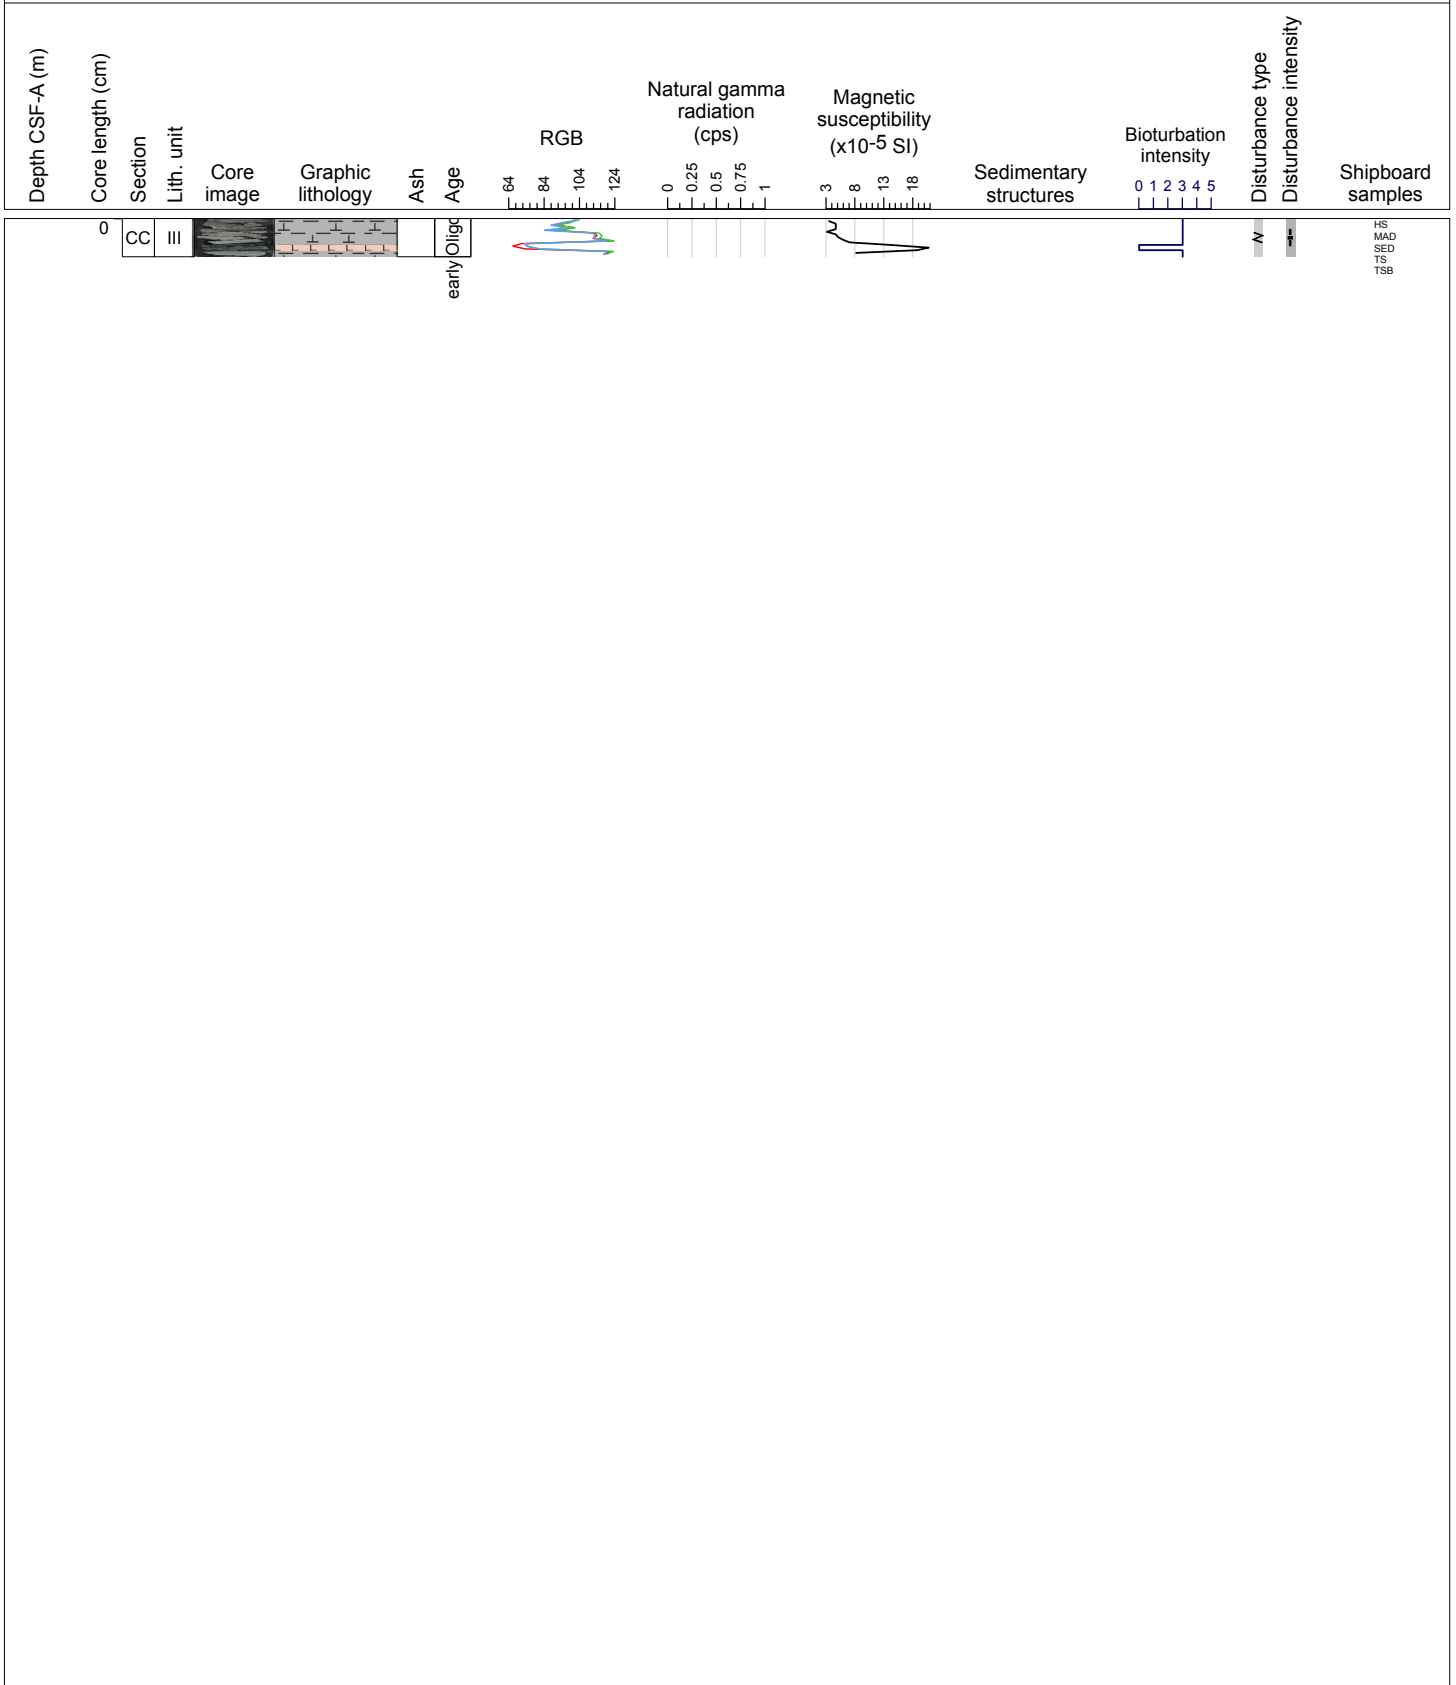 Depth CSF-A (m)
Core length (cm)
Section
Lith. unit
Core
image
Graphic
lithology
Ash
Age
RGB
64 84 104 124
Natural gamma
radiation
(cps)
0 0.25 0.5 0.75 1
Magnetic
susceptibility
(x10-5 SI)
3 8 13 18
Sedimentary
structures
Bioturbation
intensity
0 1 2 3 4 5
Disturbance type
Disturbance intensity
Shipboard
samples
0
CC
III
early Oligo
HS
MAD
SED
TS
TSB